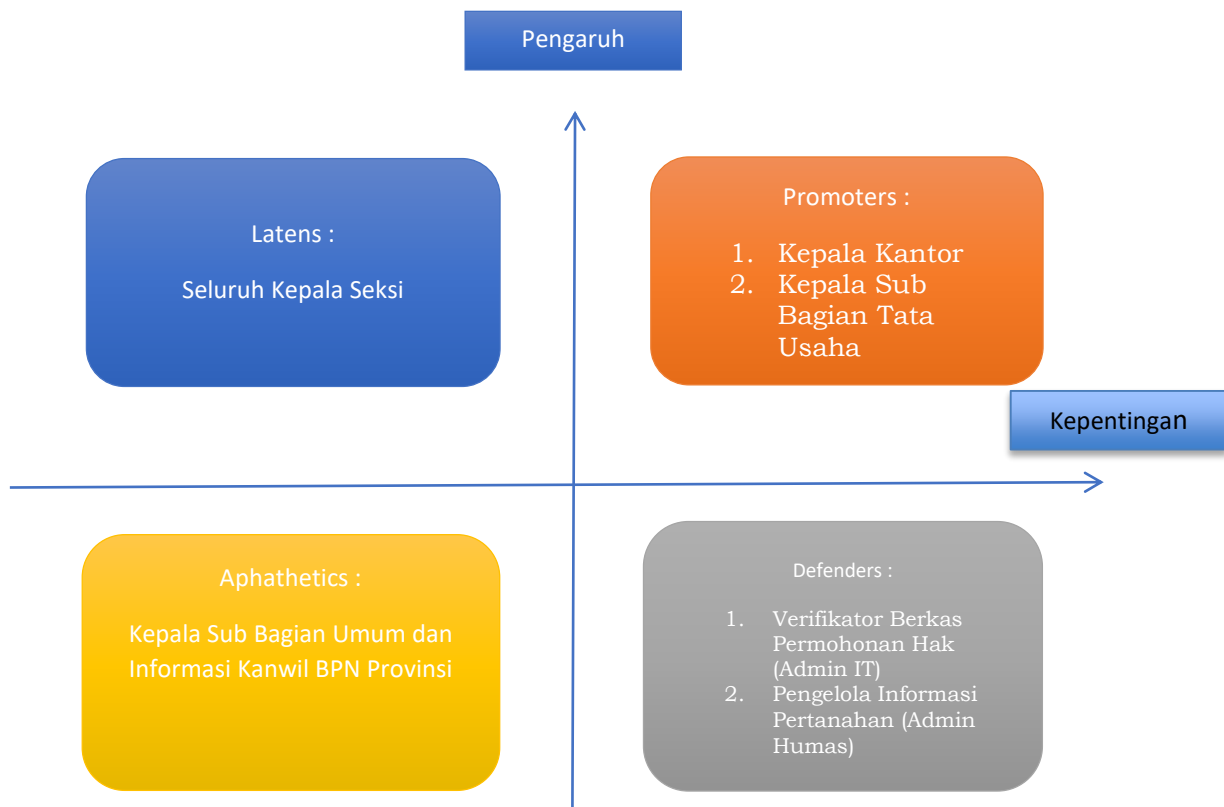 Pengaruh
Latens :
Seluruh Kepala Seksi
Promoters :
1. Kepala Kantor
2. Kepala Sub
Bagian Tata
Usaha
Kepentingan
Aphathetics :
Kepala Sub Bagian Umum dan
Informasi Kanwil BPN Provinsi
Defenders :
1. Verifikator Berkas
Permohonan Hak
(Admin IT)
2. Pengelola Informasi
Pertanahan (Admin
Humas)